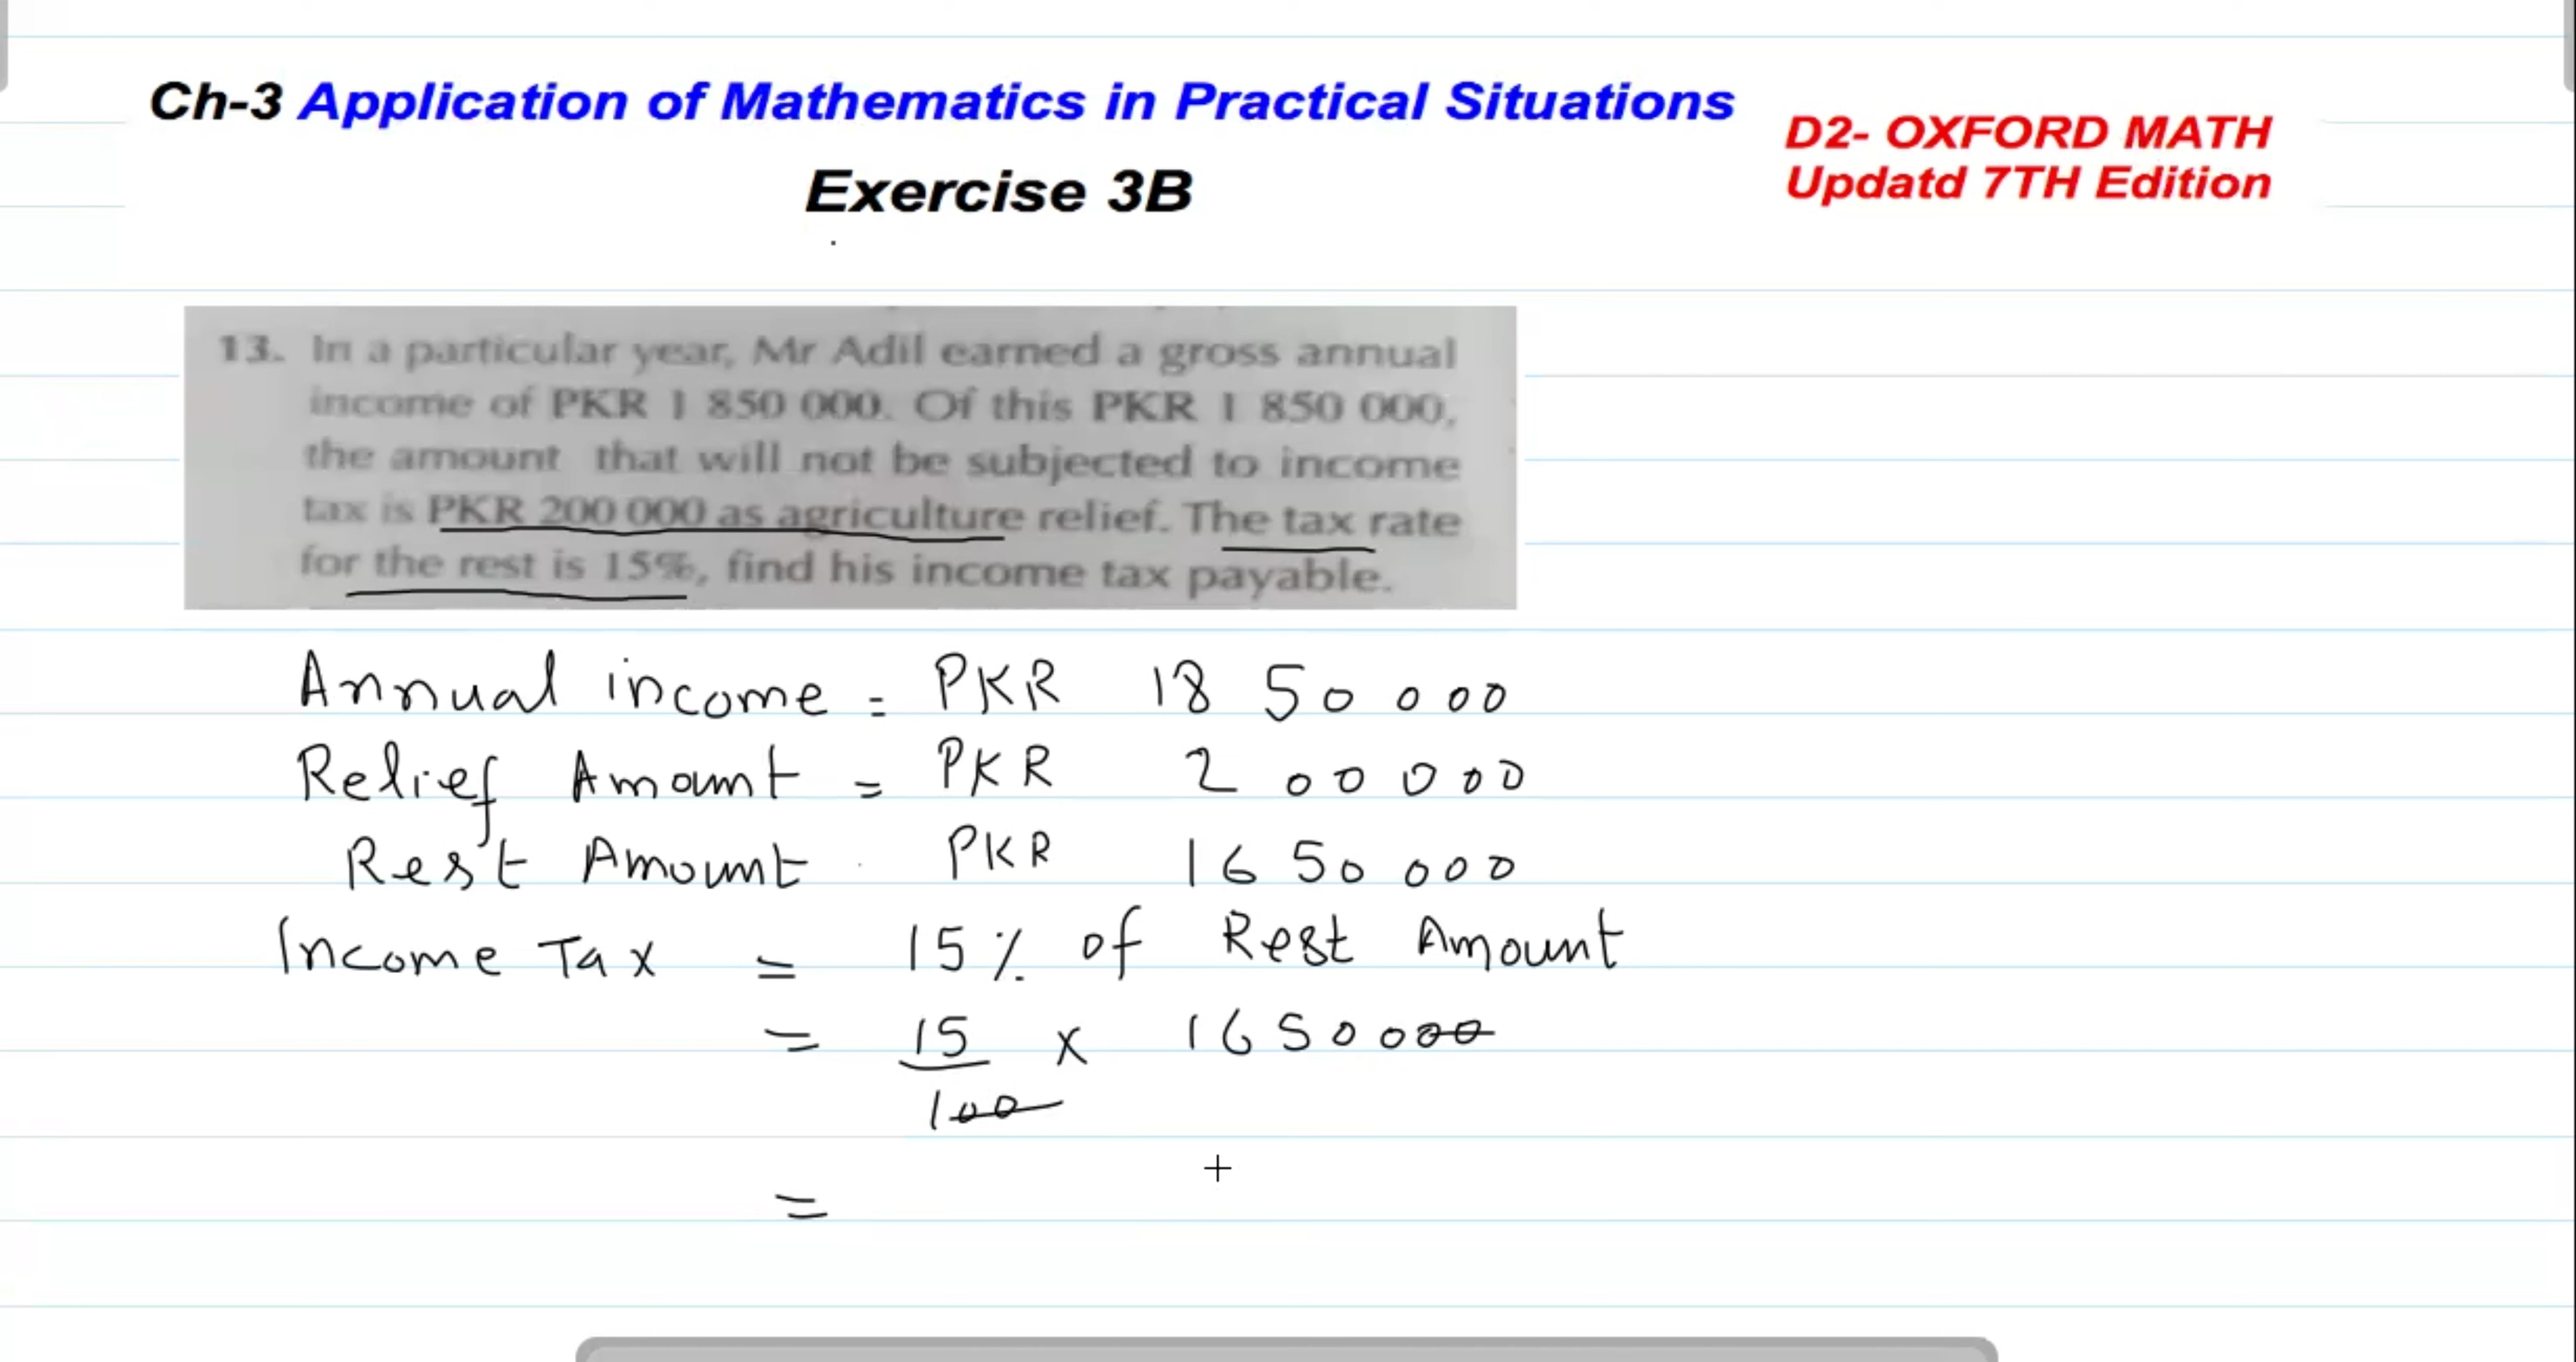 Ch-3 Application of Mathematics in Practical Situations
D2- OXFORD MATH
Updatd 7TH Edition
Exercise 3B
13. In a particular year, Mr Adil earned a gross annual
income of PKR 1 850 000. Of this PKR 1 850 000,
the amount that will not be subjected to income
tax is PKR 200 000 as agriculture relief. The tax rate
for the rest is 15%, find his income tax payable.
Annual income = PKR 18 50 000
Relief Amount = PKR 2 00 000
Rest Amount PKR 16 50 000
Income Tax = 15% of Rest Amount
= 15 x 1650000
100
=